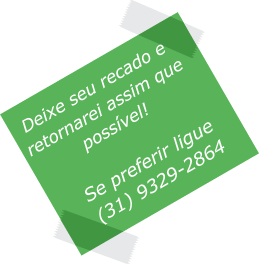 Deixe seu recado e
retornarei assim que
possível!!
Se preferir ligue
(31) 9329-2864